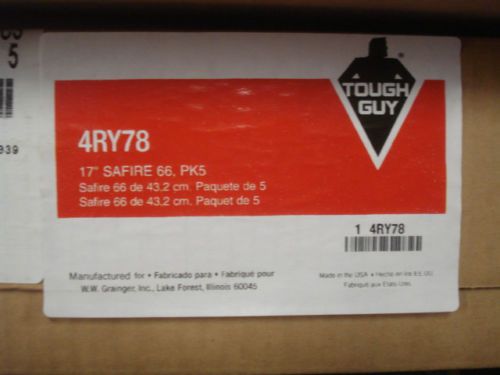 5
039
TOUGH
GUY
4RY78
17" SAFIRE 66, PK5
Safire 66 de 43.2 cm. Paquete de 5
Safire 66 de 43.2 cm. Paquet de 5
1 4RY78
Manufactured for • Fabricado para • Fabriqué pour
W.W. Grainger, Inc., Lake Forest, Illinois 60045
Made in the USA • Hecho en los EE.UU.
Fabriqué aux Etats-Unis